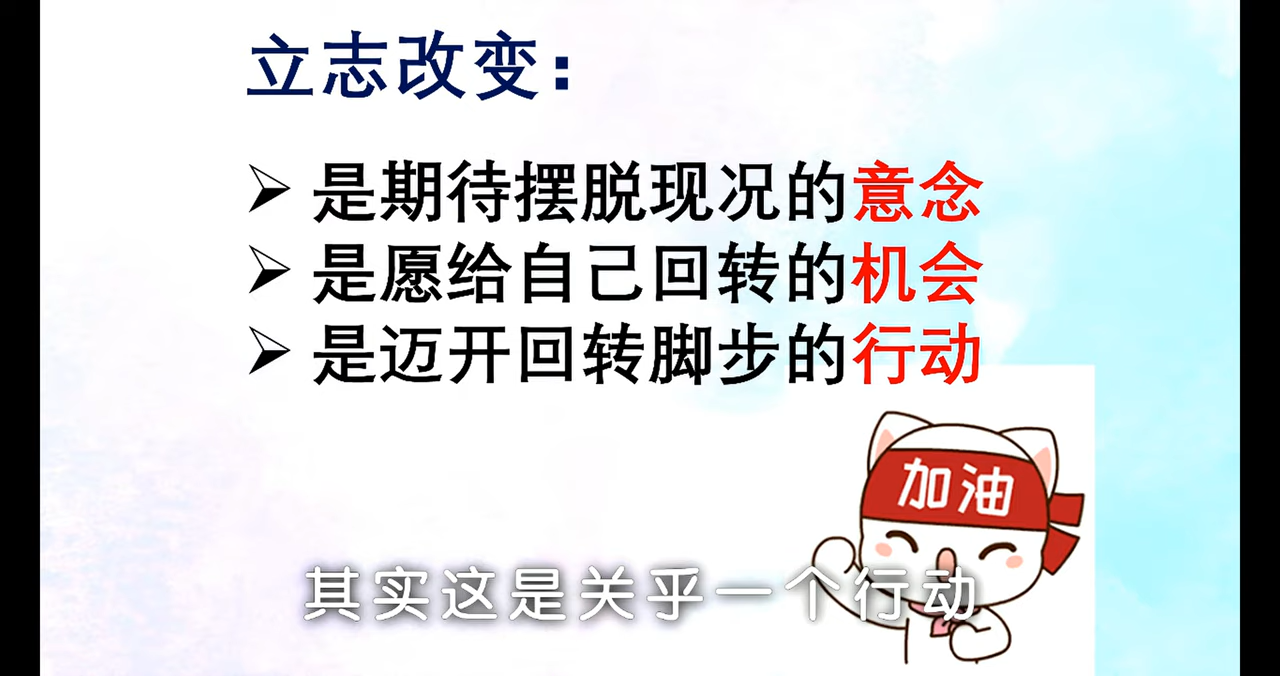 立志改变：
➢ 是期待摆脱现况的意念
➢ 是愿给自己回转的机会
➢ 是迈开回转脚步的行动
加油
其实这是关乎一个行动